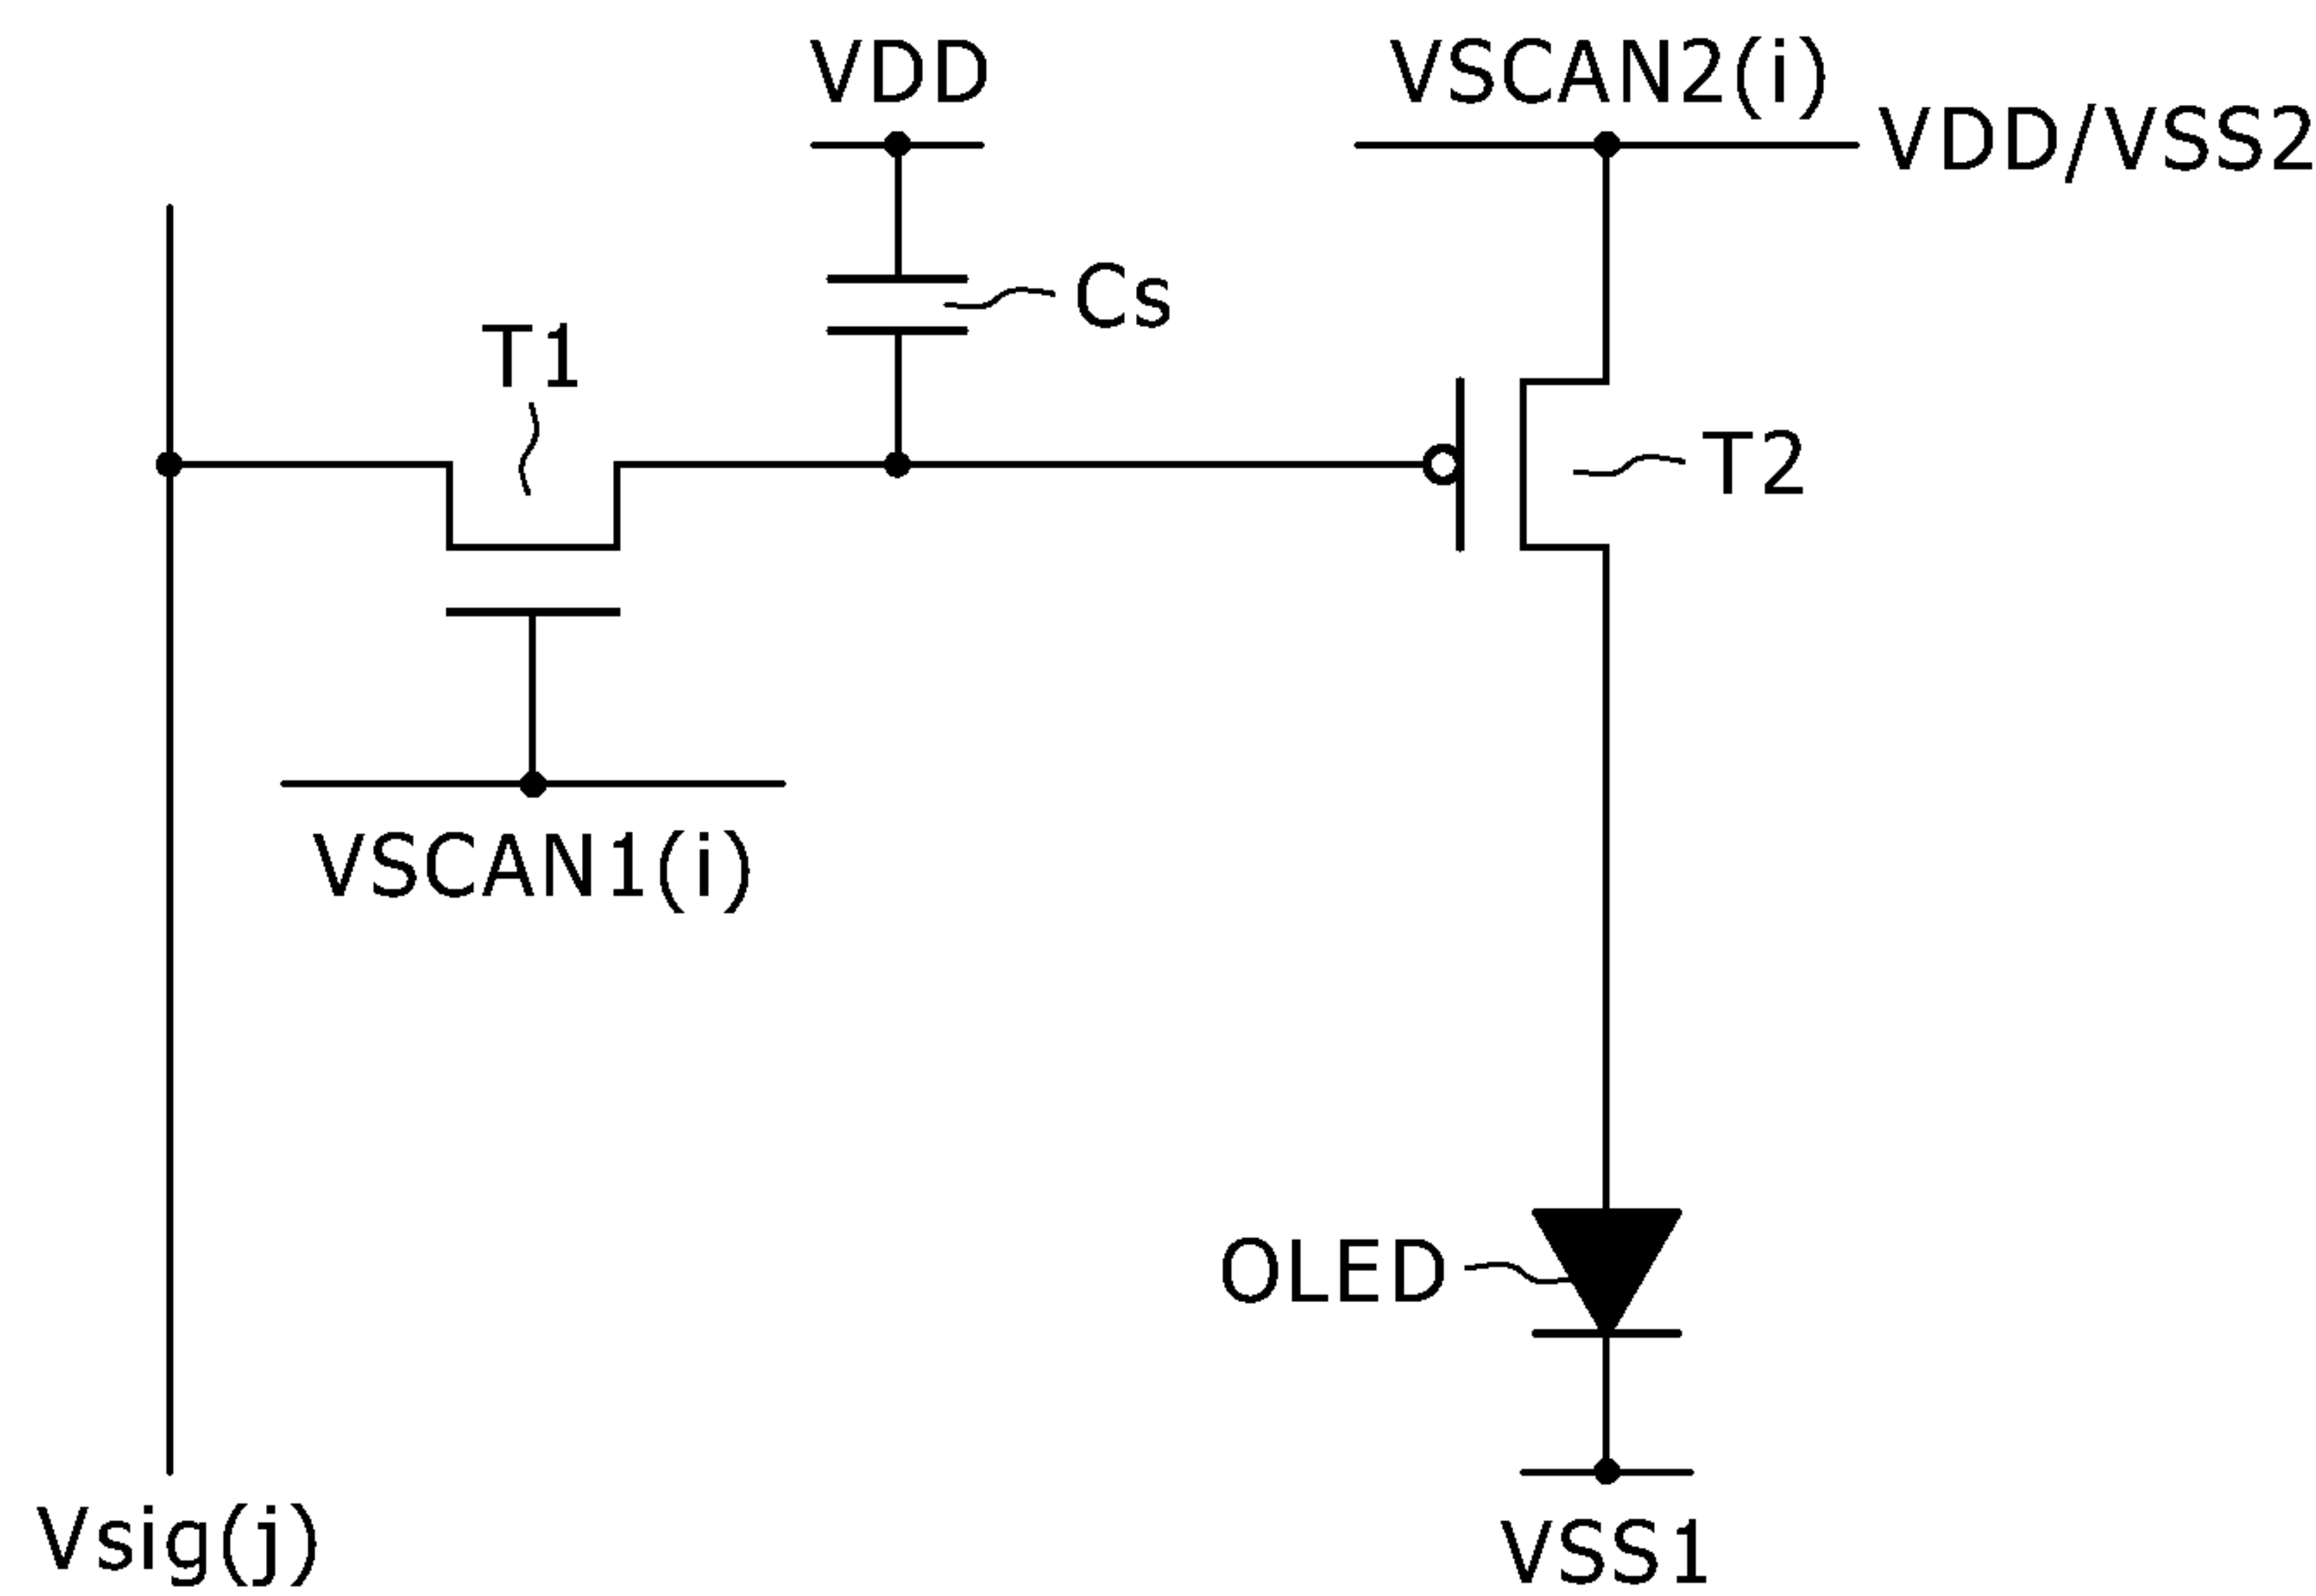 VDD
VSCAN2(i)
VDD/VSS2
Cs
T1
T2
VSCAN1(i)
OLED
Vsig(j)
VSS1